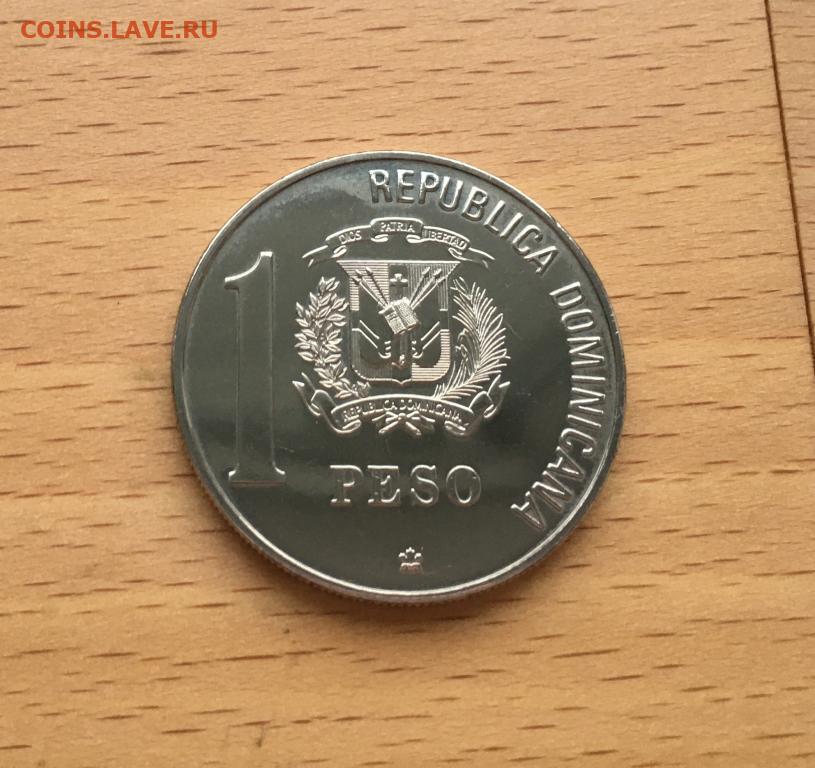 COINS.LAVE.RU
REPUBLICA DOMINICANA
DIOS PATRIA LIBERTAD
1
REPUBLICA DOMINICANA
PESO